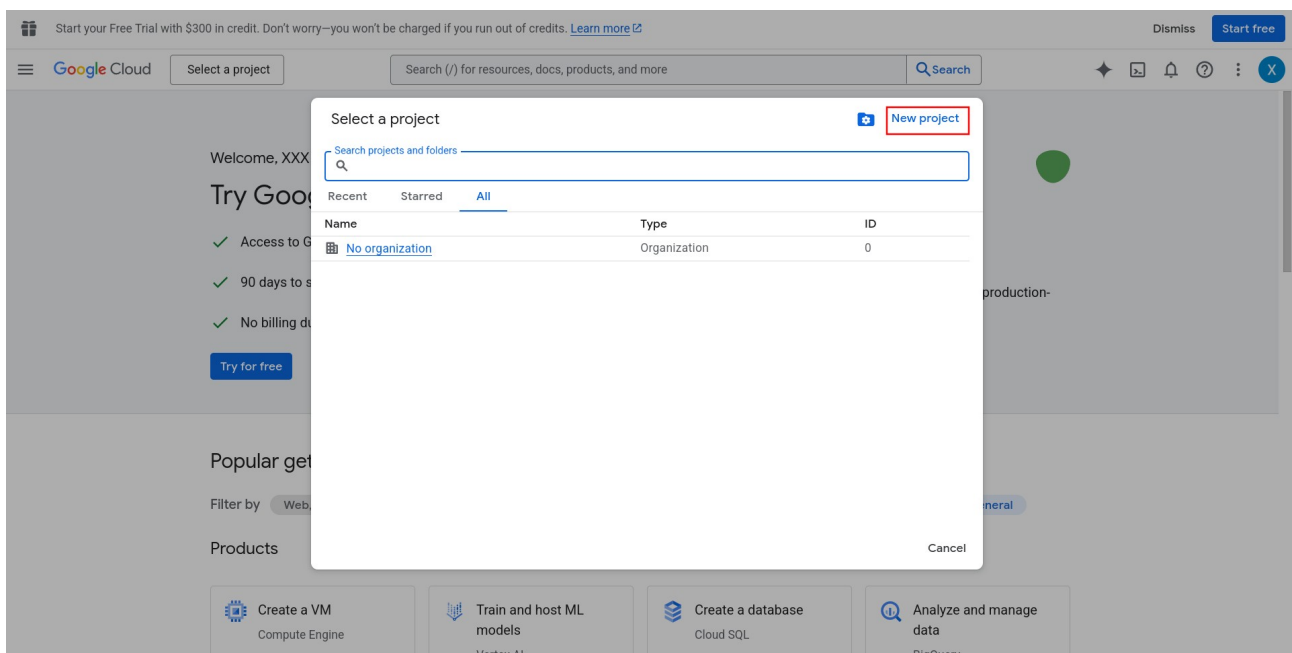 Start your Free Trial with $300 in credit. Don't worry—you won't be charged if you run out of credits. Learn more
Dismiss
Start free
Google Cloud
Select a project
Search (/) for resources, docs, products, and more
Search
X
Select a project
New project
Search projects and folders
Recent
Starred
All
Name
Type
ID
No organization
Organization
0
Cancel
Welcome, XXX
Try Goo
Access to G
90 days to s
production-
No billing du
Try for free
Popular get
Filter by
Web,
neral
Products
Create a VM
Compute Engine
Train and host ML
models
Create a database
Cloud SQL
Analyze and manage
data